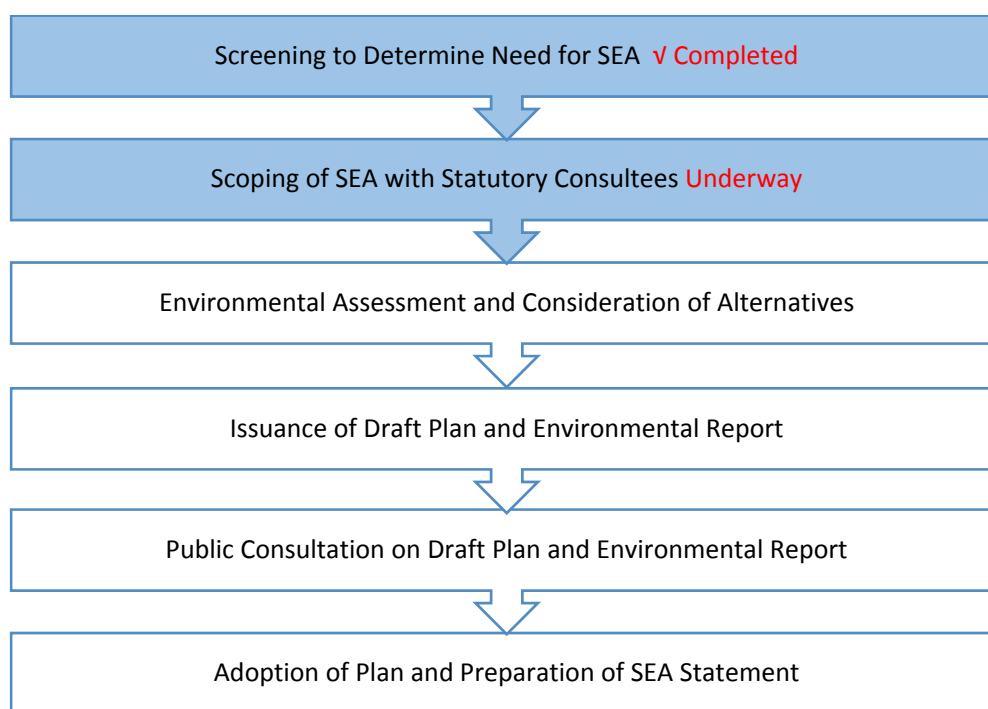 Screening to Determine Need for SEA √ Completed
Scoping of SEA with Statutory Consultees Underway
Environmental Assessment and Consideration of Alternatives
Issuance of Draft Plan and Environmental Report
Public Consultation on Draft Plan and Environmental Report
Adoption of Plan and Preparation of SEA Statement